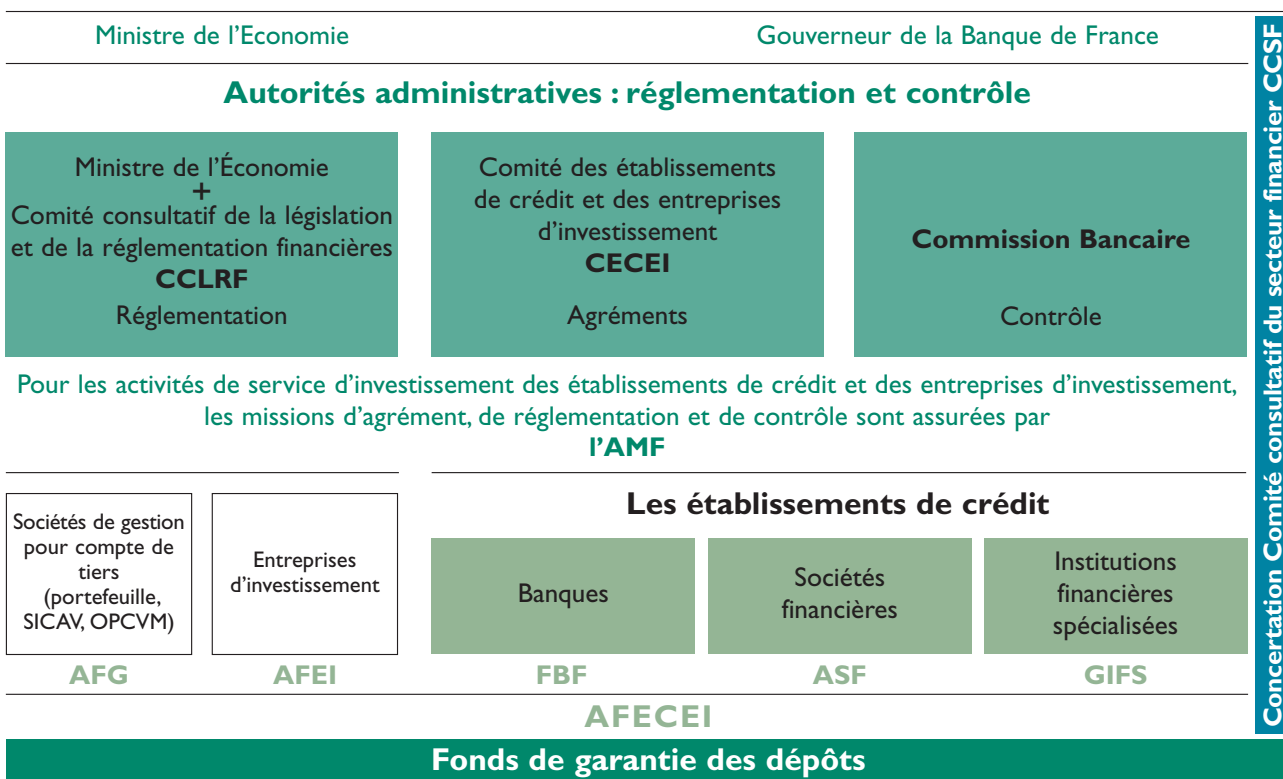 Ministre de l'Economie
Gouverneur de la Banque de France
Autorités administratives : réglementation et contrôle
Ministre de l'Économie
+
Comité consultatif de la législation
et de la réglementation financières
CCLRF
Réglementation
Comité des établissements
de crédit et des entreprises
d'investissement
CECEI
Agréments
Commission Bancaire
Contrôle
Pour les activités de service d'investissement des établissements de crédit et des entreprises d'investissement,
les missions d'agrément, de réglementation et de contrôle sont assurées par
l'AMF
Sociétés de gestion
pour compte de
tiers
(portefeuille,
SICAV, OPCVM)
AFG
Entreprises
d'investissement
AFEI
Les établissements de crédit
Banques
FBF
Sociétés
financières
ASF
Institutions
financières
spécialisées
GIFS
AFECEI
Fonds de garantie des dépôts
Concertation Comité consultatif du secteur financier CCSF